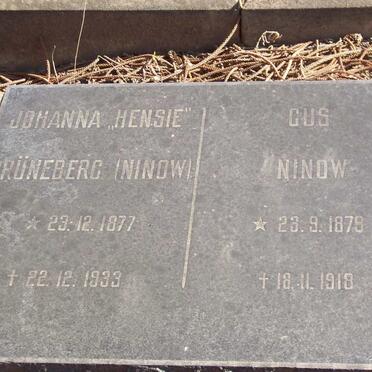 JOHANNA „HENSIE"
RÜNEBERG (NINOW)
☆ 23.12.1877
† 22.12.1933
GUS
NINOW
☆ 23.9.1879
† 18.11.1918